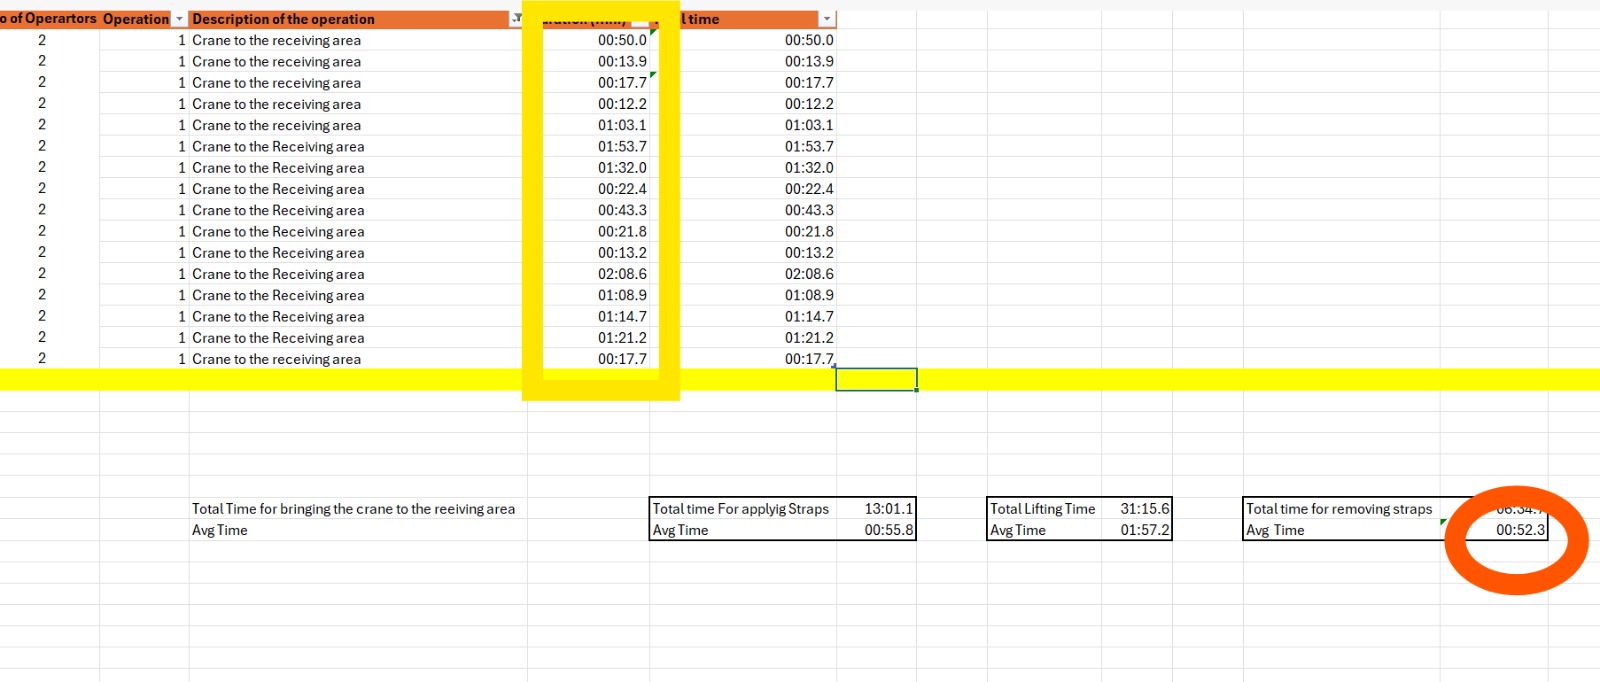 o of Operartors Operation Description of the operation l time
2 1 Crane to the receiving area 00:50.0 00:50.0
2 1 Crane to the receiving area 00:13.9 00:13.9
2 1 Crane to the receiving area 00:17.7 00:17.7
2 1 Crane to the receiving area 00:12.2 00:12.2
2 1 Crane to the receiving area 01:03.1 01:03.1
2 1 Crane to the Receiving area 01:53.7 01:53.7
2 1 Crane to the Receiving area 01:32.0 01:32.0
2 1 Crane to the Receiving area 00:22.4 00:22.4
2 1 Crane to the Receiving area 00:43.3 00:43.3
2 1 Crane to the Receiving area 00:21.8 00:21.8
2 1 Crane to the Receiving area 00:13.2 00:13.2
2 1 Crane to the Receiving area 02:08.6 02:08.6
2 1 Crane to the Receiving area 01:08.9 01:08.9
2 1 Crane to the Receiving area 01:14.7 01:14.7
2 1 Crane to the Receiving area 01:21.2 01:21.2
2 1 Crane to the receiving area 00:17.7 00:17.7
Total Time for bringing the crane to the reeiving area Total time For applyig Straps 13:01.1 Total Lifting Time 31:15.6 Total time for removing straps
Avg Time Avg Time 00:55.8 Avg Time 01:57.2 Avg Time 00:52.3